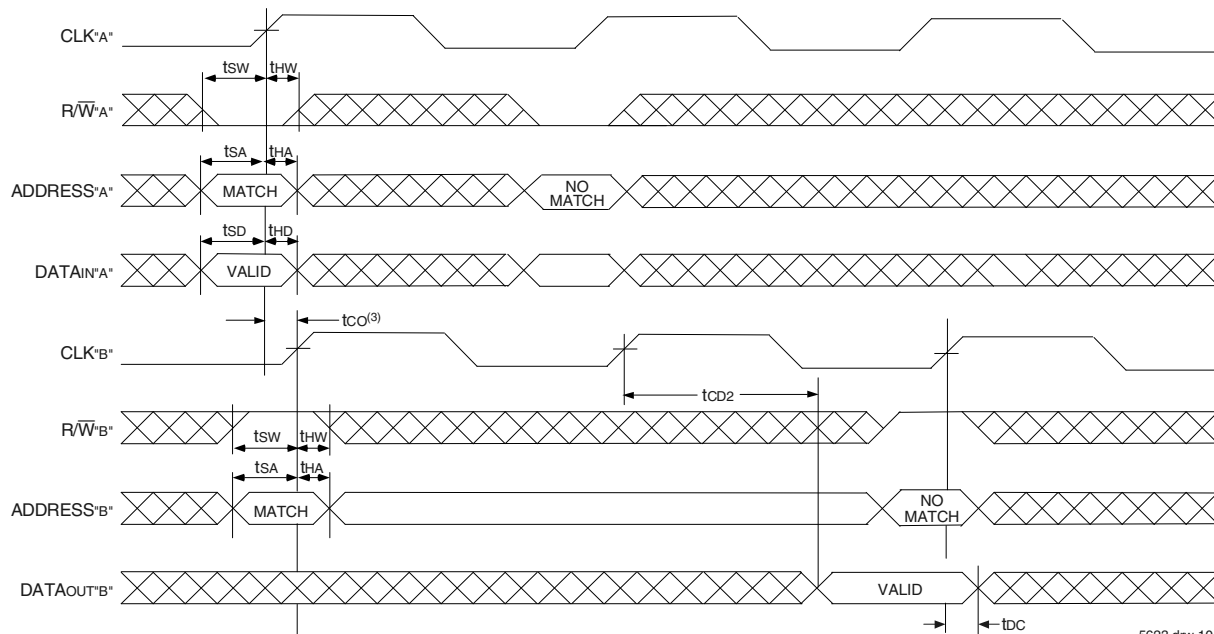 CLK"A"
tSW tHW
R/W̅"A"
tSA tHA
ADDRESS"A" MATCH NO MATCH
tSD tHD
DATAIN"A" VALID
tCO(3)
CLK"B"
tCD2
R/W̅"B"
tSW tHW
tSA tHA
ADDRESS"B" MATCH NO MATCH
DATAOUT"B" VALID
tDC